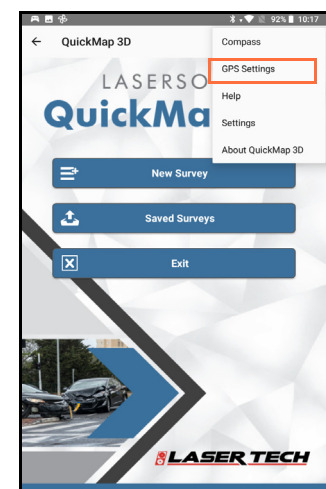 92% 10:17
QuickMap 3D
Compass
GPS Settings
Help
Settings
About QuickMap 3D
LASERSO
QuickMa
New Survey
Saved Surveys
Exit
LASER TECH